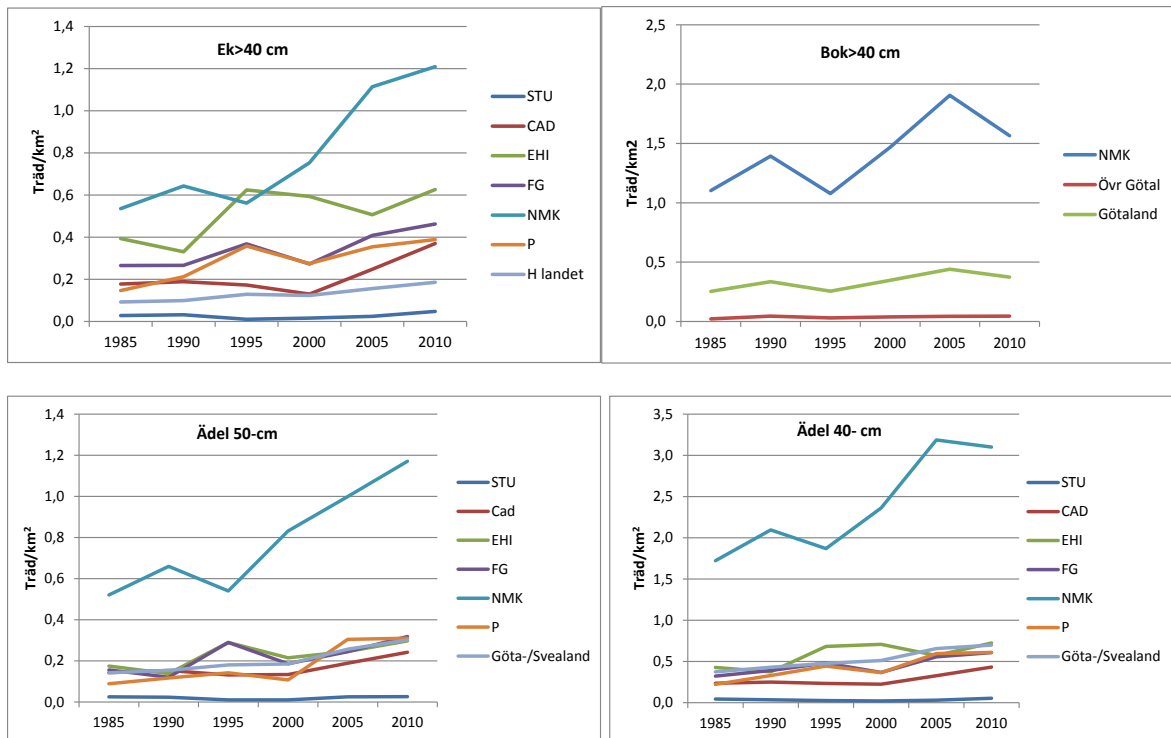 Ek>40 cm
Träd/km²
1,4
1,2
1,0
0,8
0,6
0,4
0,2
0,0
1985 1990 1995 2000 2005 2010
STU
CAD
EHI
FG
NMK
P
H landet
Bok>40 cm
Träd/km2
2,5
2,0
1,5
1,0
0,5
0,0
1985 1990 1995 2000 2005 2010
NMK
Övr Götal
Götaland
Ädel 50-cm
Träd/km²
1,4
1,2
1,0
0,8
0,6
0,4
0,2
0,0
1985 1990 1995 2000 2005 2010
STU
Cad
EHI
FG
NMK
P
Göta-/Svealand
Ädel 40- cm
Träd/km²
3,5
3,0
2,5
2,0
1,5
1,0
0,5
0,0
1985 1990 1995 2000 2005 2010
STU
CAD
EHI
FG
NMK
P
Göta-/Svealand